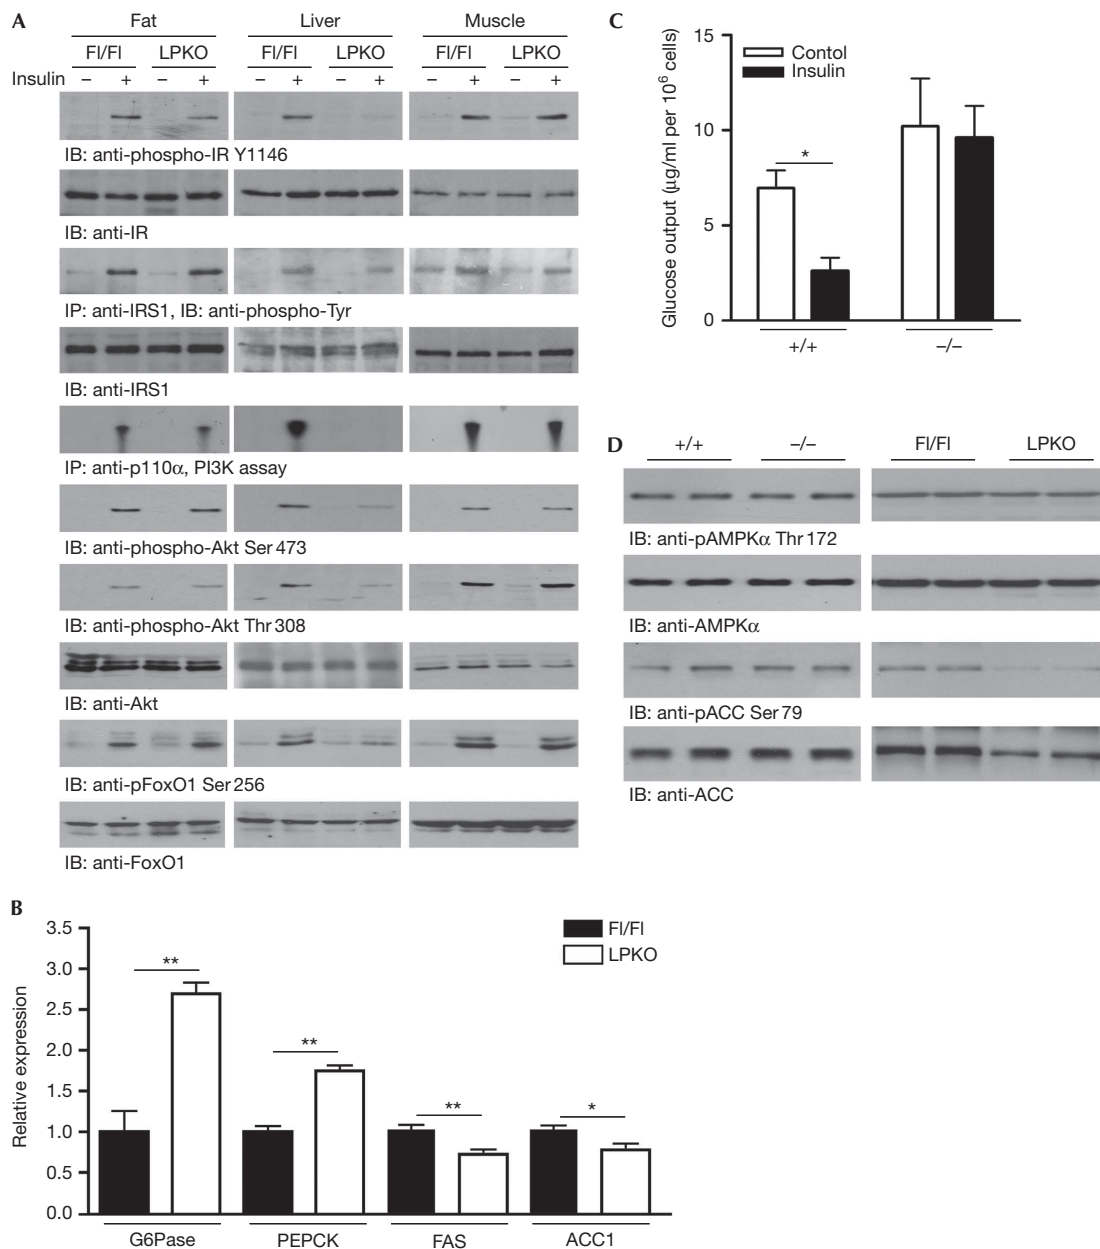 A
Fat Liver Muscle
Fl/Fl LPKO Fl/Fl LPKO Fl/Fl LPKO
Insulin – + – + – + – + – + – +
IB: anti-phospho-IR Y1146
IB: anti-IR
IP: anti-IRS1, IB: anti-phospho-Tyr
IB: anti-IRS1
IP: anti-p110α, PI3K assay
IB: anti-phospho-Akt Ser 473
IB: anti-phospho-Akt Thr 308
IB: anti-Akt
IB: anti-pFoxO1 Ser 256
IB: anti-FoxO1
C
15
10
5
0
Glucose output (µg/ml per 10⁶ cells)
Contol
Insulin
*
+/+ –/–
D
+/+ –/– Fl/Fl LPKO
IB: anti-pAMPKα Thr 172
IB: anti-AMPKα
IB: anti-pACC Ser 79
IB: anti-ACC
B
3.5
3.0
2.5
2.0
1.5
1.0
0.5
0.0
Relative expression
Fl/Fl
LPKO
**
**
**
*
G6Pase PEPCK FAS ACC1